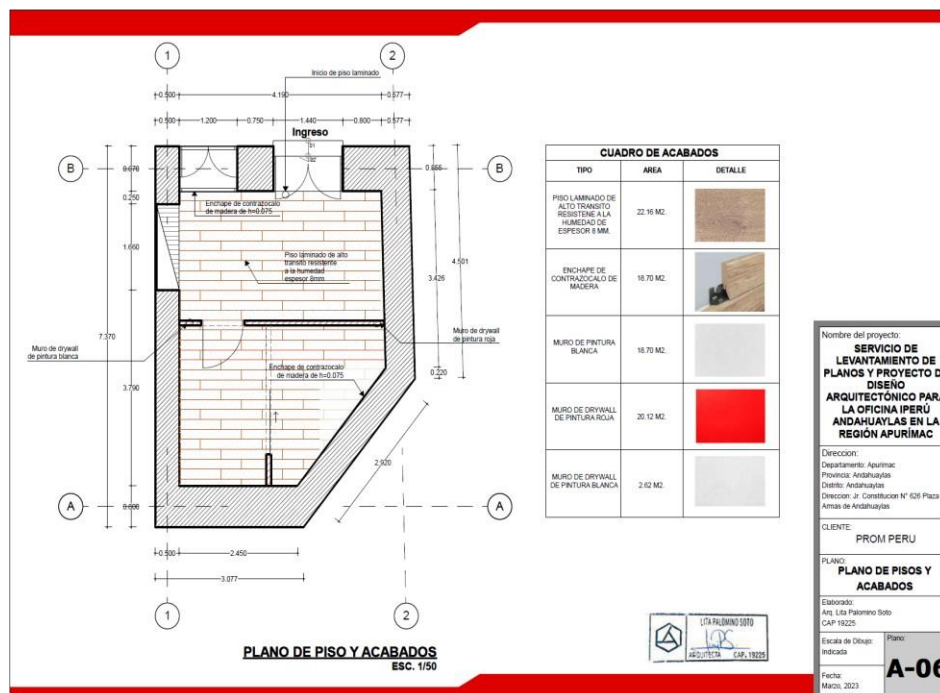 1
2
Inicio de piso laminado
0.500
4.190
0.577
0.500
1.200
0.750
1.440
0.800
0.577
Ingreso
B
B
0.670
0.250
1.660
7.370
3.790
0.600
Enchape de contrazocalo
de madera de h=0.075
Piso laminado de alto
transito resistente
a la humedad
espesor 8mm
3.426
4.501
0.220
Muro de drywall
de pintura blanca
Muro de drywall
de pintura roja
Enchape de contrazocalo
de madera de h=0.075
2.920
A
A
0.500
2.450
3.077
1
2
PLANO DE PISO Y ACABADOS
ESC. 1/50
CUADRO DE ACABADOS
TIPO AREA DETALLE
PISO LAMINADO DE
ALTO TRANSITO
RESISTENE A LA
HUMEDAD DE
ESPESOR 8 MM.
22.16 M2.
ENCHAPE DE
CONTRAZOCALO DE
MADERA
18.70 M2.
MURO DE PINTURA
BLANCA
18.70 M2.
MURO DE DRYWALL
DE PINTURA ROJA
20.12 M2.
MURO DE DRYWALL
DE PINTURA BLANCA
2.62 M2.
LITA PALOMINO SOTO
ARQUITECTA CAP. 19225
Nombre del proyecto:
SERVICIO DE
LEVANTAMIENTO DE
PLANOS Y PROYECTO D
DISEÑO
ARQUITECTÓNICO PARA
LA OFICINA IPERÚ
ANDAHUAYLAS EN LA
REGIÓN APURÍMAC
Direccion:
Departamento: Apurimac
Provincia: Andahuaylas
Distrito: Andahuaylas
Direccion: Jr. Constitucion N° 626 Plaza
Armas de Andahuaylas
CLIENTE:
PROM PERU
PLANO:
PLANO DE PISOS Y
ACABADOS
Elaborado:
Arq. Lita Palomino Soto
CAP 19225
Escala de Dibujo:
Indicada
Plano:
A-06
Fecha:
Marzo, 2023